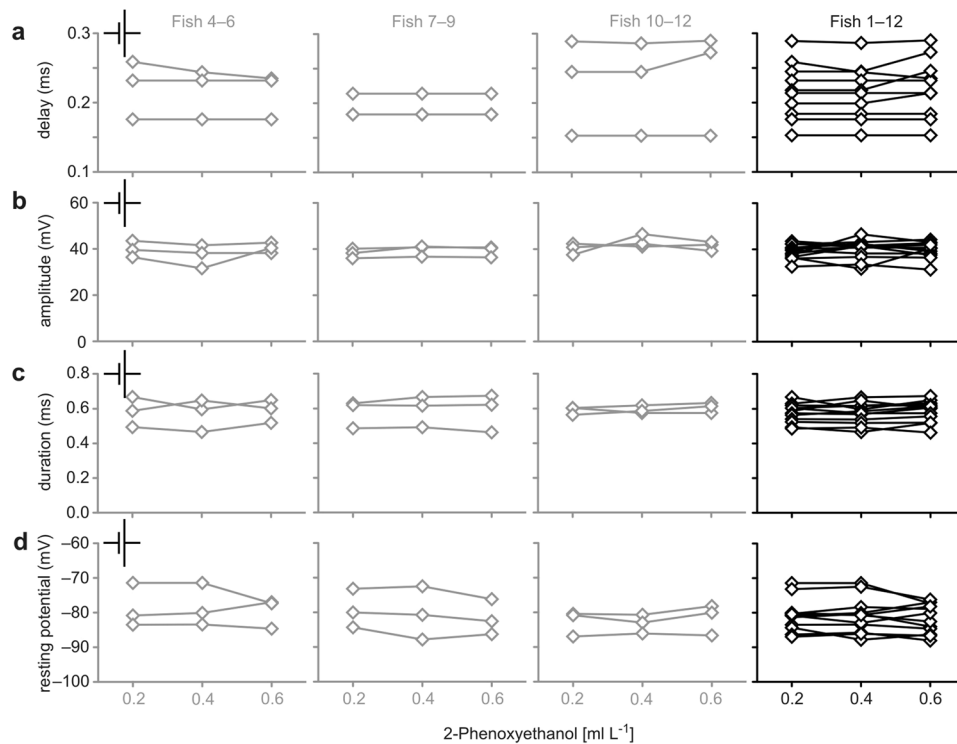 Fish 4–6 Fish 7–9 Fish 10–12 Fish 1–12
a
delay (ms)
0.3
0.2
0.1
b
amplitude (mV)
60
40
20
0
c
duration (ms)
0.8
0.6
0.4
0.2
0.0
d
resting potential (mV)
–60
–70
–80
–90
–100
0.2 0.4 0.6 0.2 0.4 0.6 0.2 0.4 0.6 0.2 0.4 0.6
2-Phenoxyethanol [ml L⁻¹]